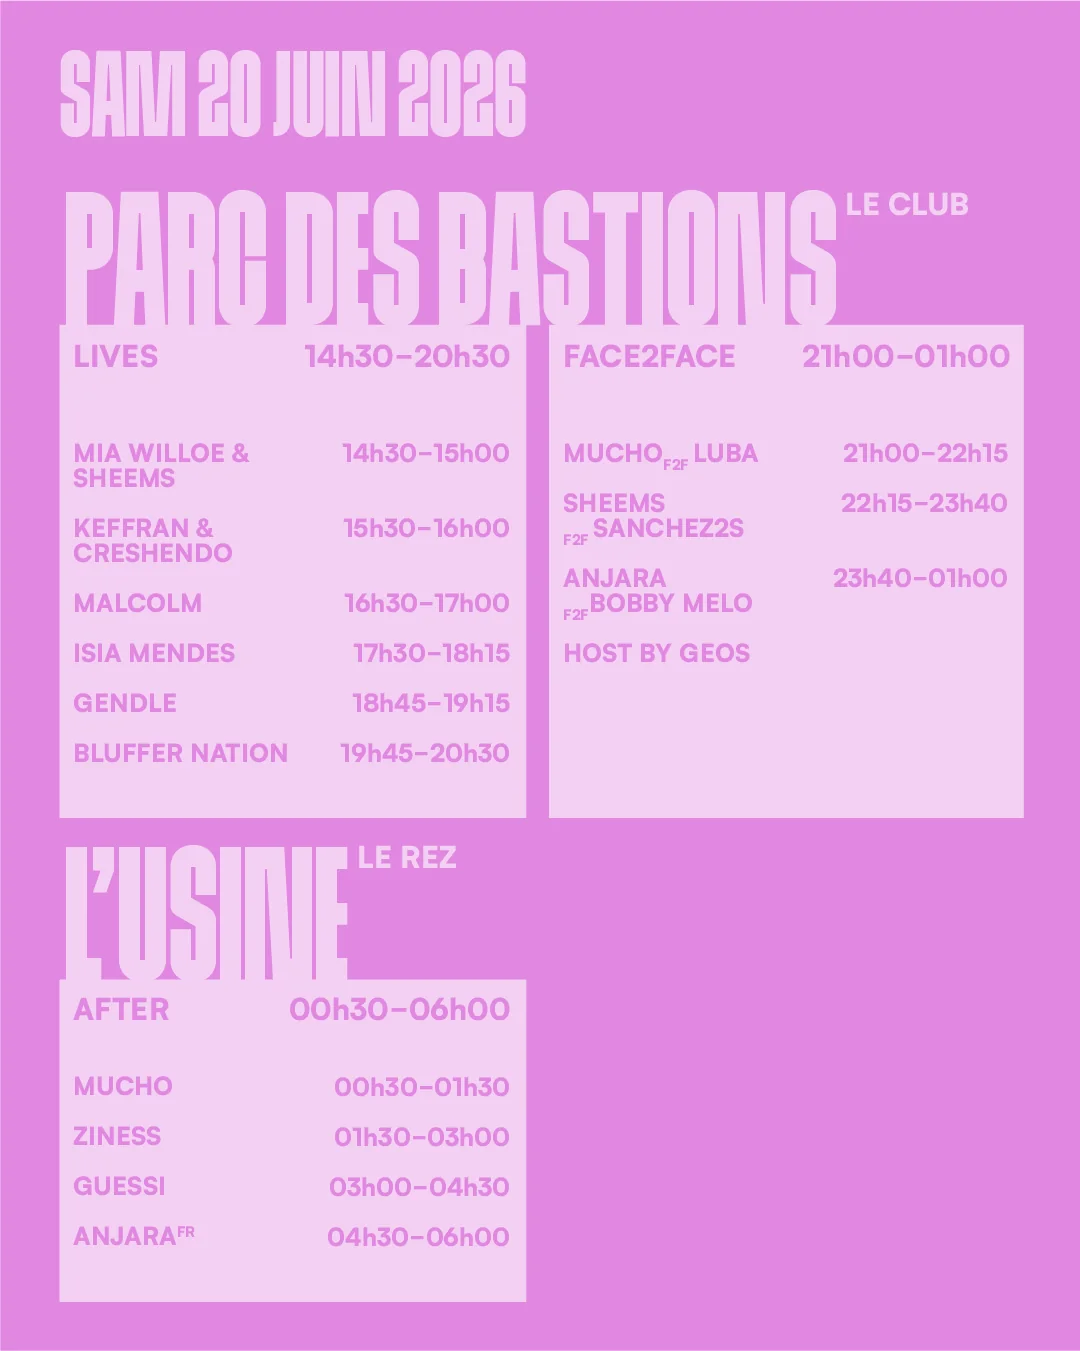 SAM 20 JUIN 2026
PARC DES BASTIONS LE CLUB
LIVES 14h30–20h30
MIA WILLOE & 14h30–15h00
SHEEMS
KEFFRAN & 15h30–16h00
CRESHENDO
MALCOLM 16h30–17h00
ISIA MENDES 17h30–18h15
GENDLE 18h45–19h15
BLUFFER NATION 19h45–20h30
FACE2FACE 21h00–01h00
MUCHO F2F LUBA 21h00–22h15
SHEEMS 22h15–23h40
F2F SANCHEZ2S
ANJARA 23h40–01h00
F2F BOBBY MELO
HOST BY GEOS
L'USINE LE REZ
AFTER 00h30–06h00
MUCHO 00h30–01h30
ZINESS 01h30–03h00
GUESSI 03h00–04h30
ANJARA FR 04h30–06h00